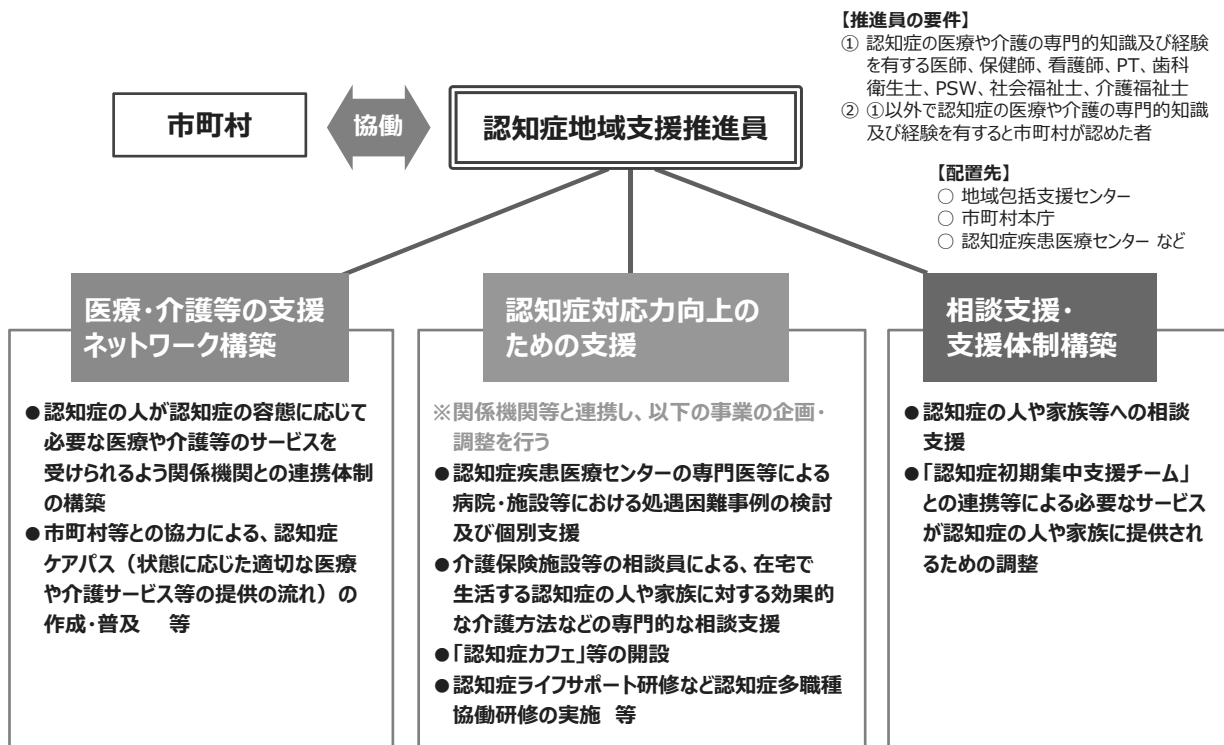 市町村
協働
認知症地域支援推進員
【推進員の要件】
① 認知症の医療や介護の専門的知識及び経験
を有する医師、保健師、看護師、PT、歯科
衛生士、PSW、社会福祉士、介護福祉士
② ①以外で認知症の医療や介護の専門的知識
及び経験を有すると市町村が認めた者
【配置先】
○ 地域包括支援センター
○ 市町村本庁
○ 認知症疾患医療センター など
医療・介護等の支援
ネットワーク構築
●認知症の人が認知症の容態に応じて
必要な医療や介護等のサービスを
受けられるよう関係機関との連携体制
の構築
●市町村等との協力による、認知症
ケアパス（状態に応じた適切な医療
や介護サービス等の提供の流れ）の
作成・普及 等
認知症対応力向上の
ための支援
※関係機関等と連携し、以下の事業の企画・
調整を行う
●認知症疾患医療センターの専門医等による
病院・施設等における処遇困難事例の検討
及び個別支援
●介護保険施設等の相談員による、在宅で
生活する認知症の人や家族に対する効果的
な介護方法などの専門的な相談支援
●「認知症カフェ」等の開設
●認知症ライフサポート研修など認知症多職種
協働研修の実施 等
相談支援・
支援体制構築
●認知症の人や家族等への相談
支援
●「認知症初期集中支援チーム」
との連携等による必要なサービス
が認知症の人や家族に提供され
るための調整